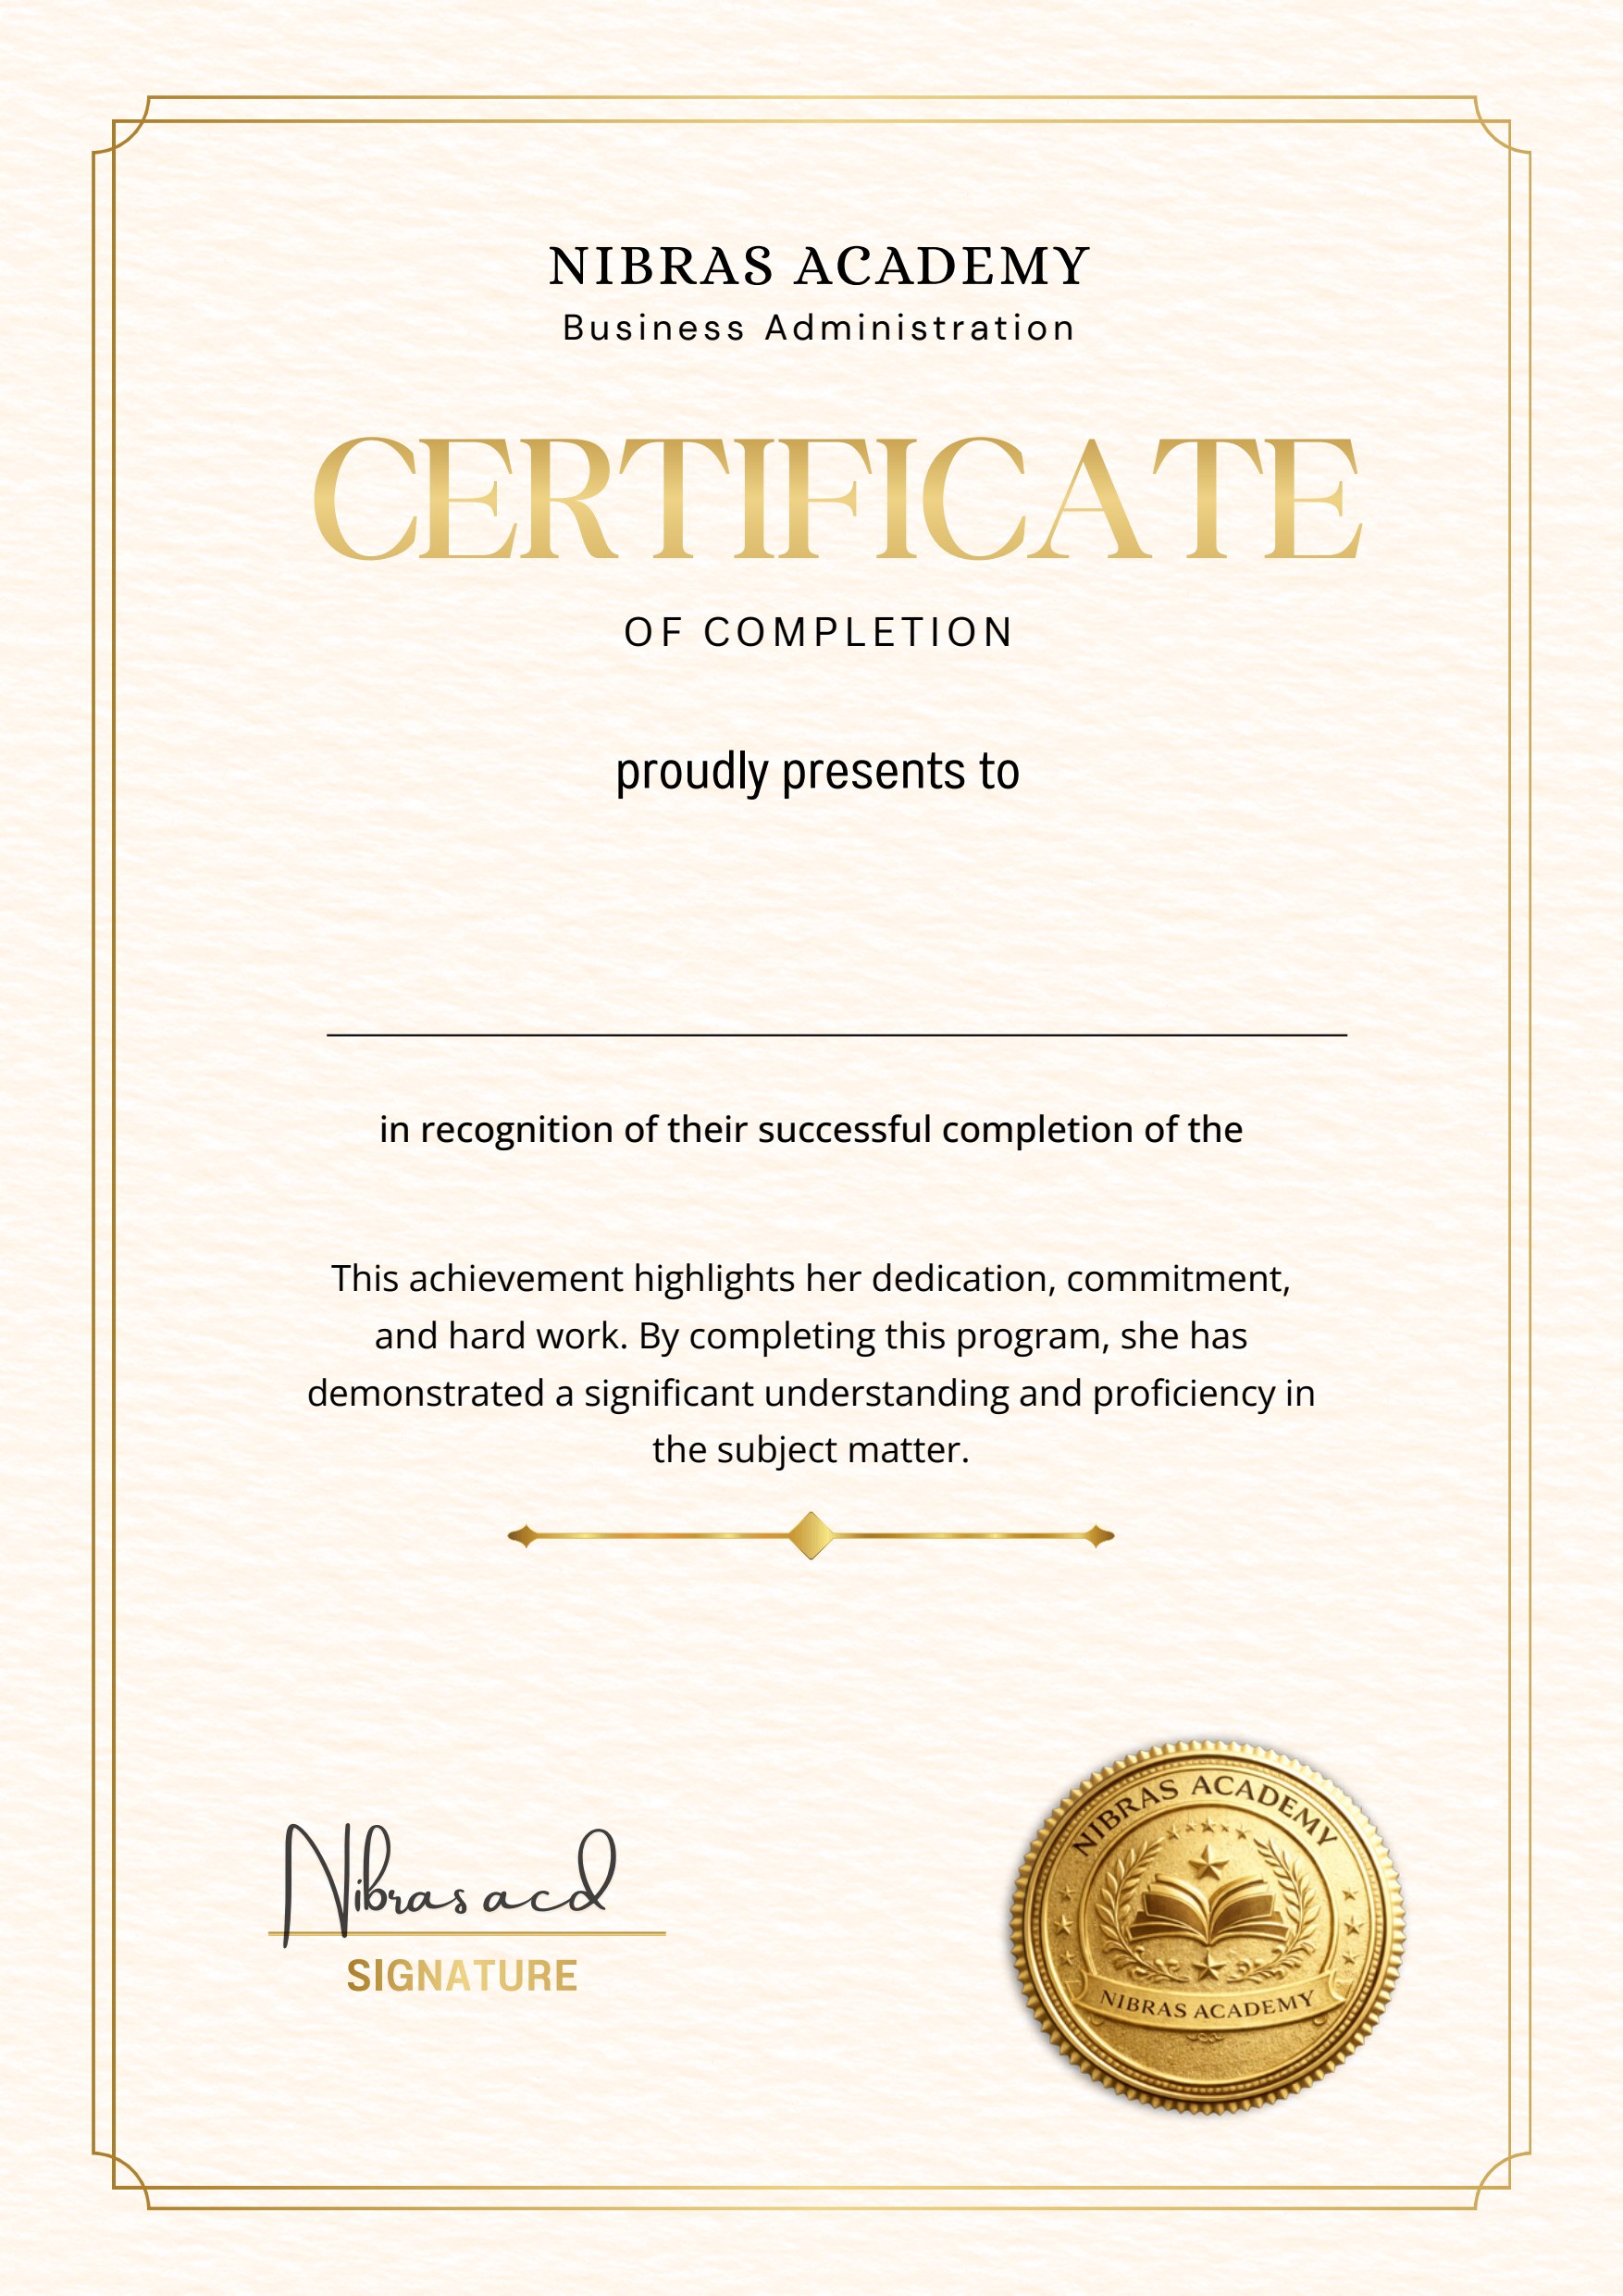 NIBRAS ACADEMY
Business Administration
CERTIFICATE
OF COMPLETION
proudly presents to
in recognition of their successful completion of the
This achievement highlights her dedication, commitment,
and hard work. By completing this program, she has
demonstrated a significant understanding and proficiency in
the subject matter.
Nibras acd
SIGNATURE
NIBRAS ACADEMY
NIBRAS ACADEMY